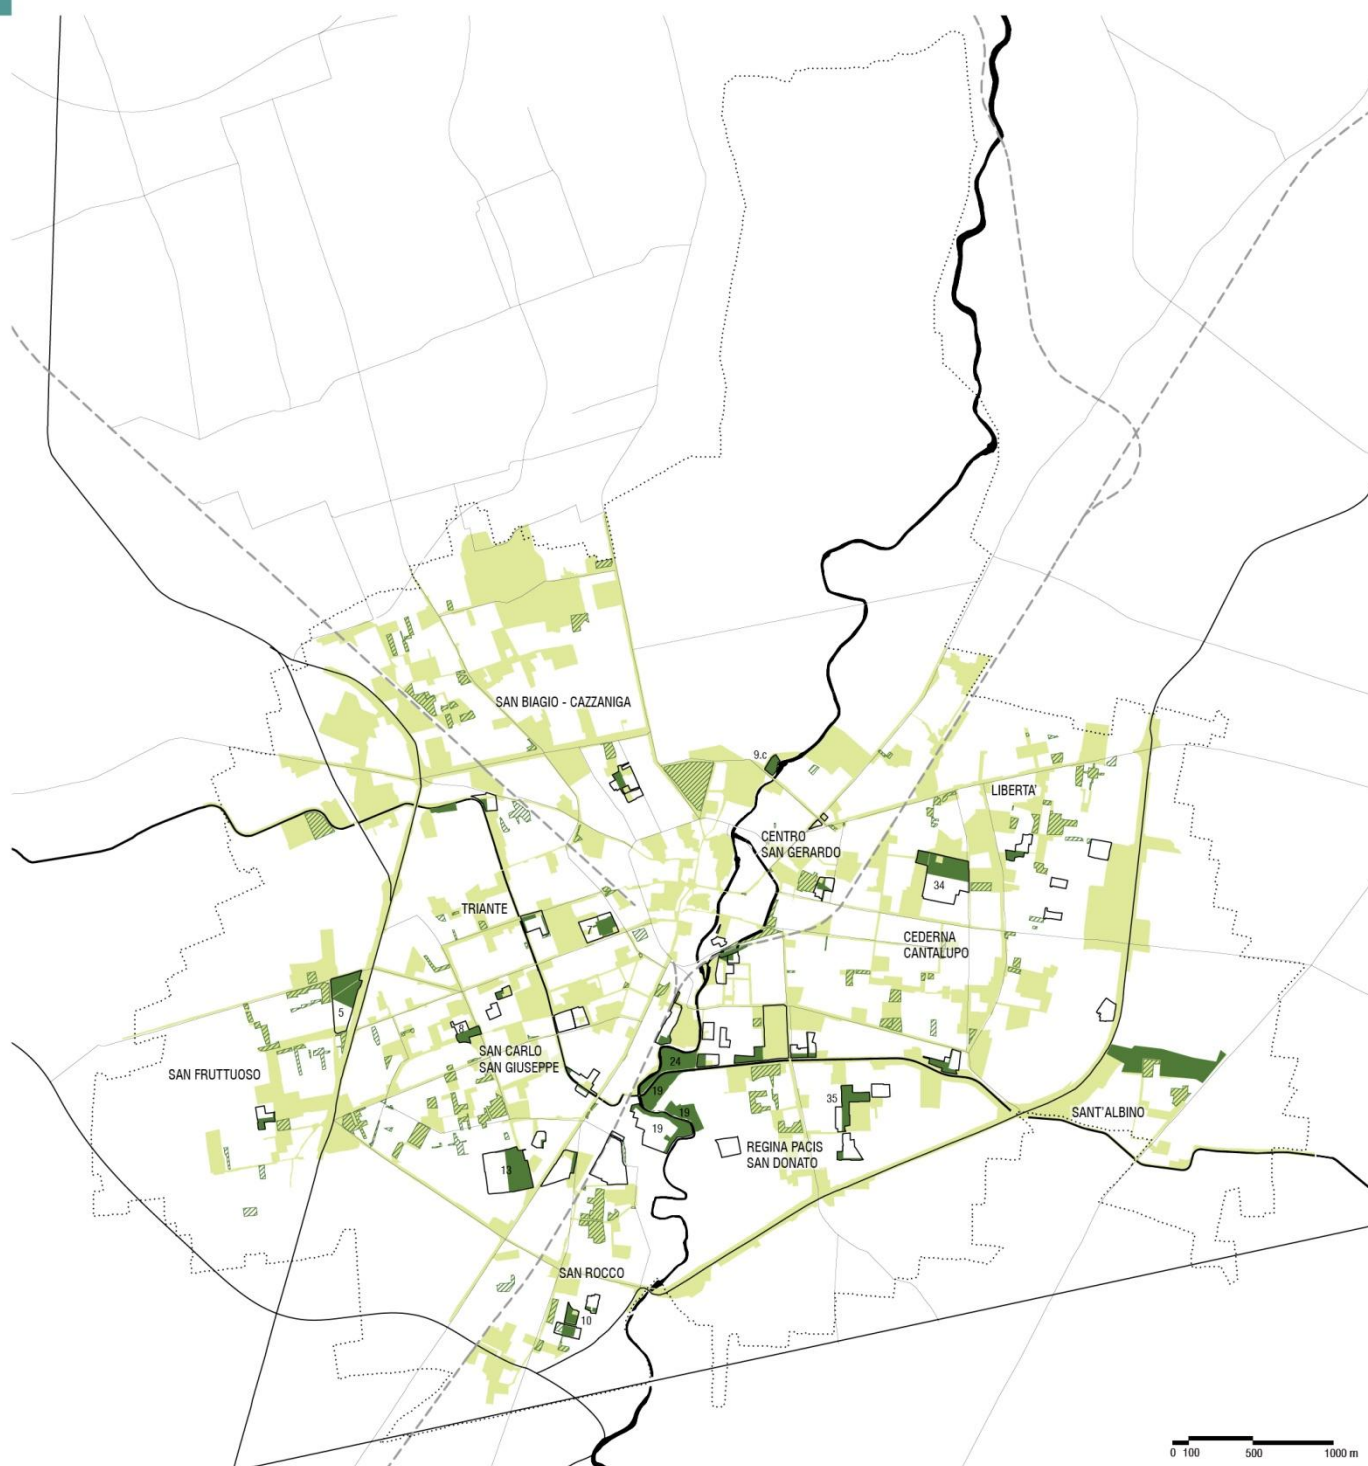 SAN BIAGIO - CAZZANIGA
9.c
LIBERTA'
CENTRO
SAN GERARDO
34
TRIANTE
CEDERNA
CANTALUPO
5
8
SAN CARLO
SAN GIUSEPPE
24
SAN FRUTTUOSO
19
19
19
35
SANT'ALBINO
REGINA PACIS
SAN DONATO
13
SAN ROCCO
10
0 100 500 1000 m